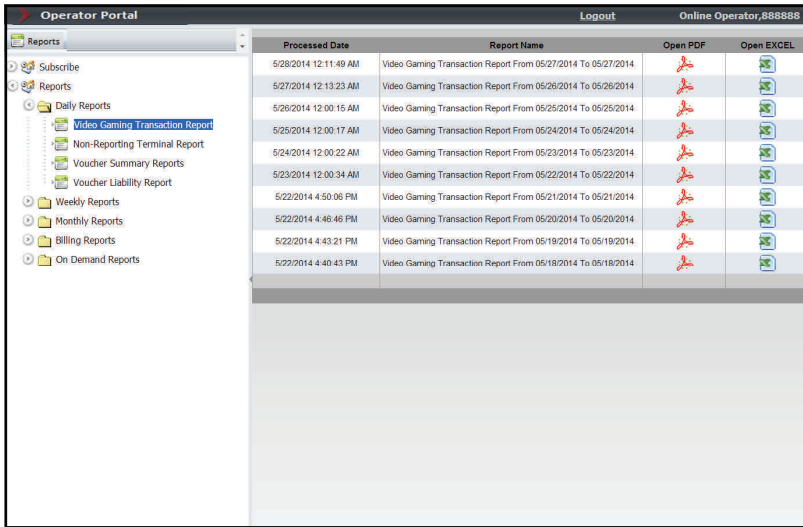 Operator Portal Logout Online Operator,888888
Reports
Subscribe
Reports
Daily Reports
Video Gaming Transaction Report
Non-Reporting Terminal Report
Voucher Summary Reports
Voucher Liability Report
Weekly Reports
Monthly Reports
Billing Reports
On Demand Reports
Processed Date Report Name Open PDF Open EXCEL
5/28/2014 12:11:49 AM Video Gaming Transaction Report From 05/27/2014 To 05/27/2014
5/27/2014 12:13:23 AM Video Gaming Transaction Report From 05/26/2014 To 05/26/2014
5/26/2014 12:00:15 AM Video Gaming Transaction Report From 05/25/2014 To 05/25/2014
5/25/2014 12:00:17 AM Video Gaming Transaction Report From 05/24/2014 To 05/24/2014
5/24/2014 12:00:22 AM Video Gaming Transaction Report From 05/23/2014 To 05/23/2014
5/23/2014 12:00:34 AM Video Gaming Transaction Report From 05/22/2014 To 05/22/2014
5/22/2014 4:50:06 PM Video Gaming Transaction Report From 05/21/2014 To 05/21/2014
5/22/2014 4:46:46 PM Video Gaming Transaction Report From 05/20/2014 To 05/20/2014
5/22/2014 4:43:21 PM Video Gaming Transaction Report From 05/19/2014 To 05/19/2014
5/22/2014 4:40:43 PM Video Gaming Transaction Report From 05/18/2014 To 05/18/2014